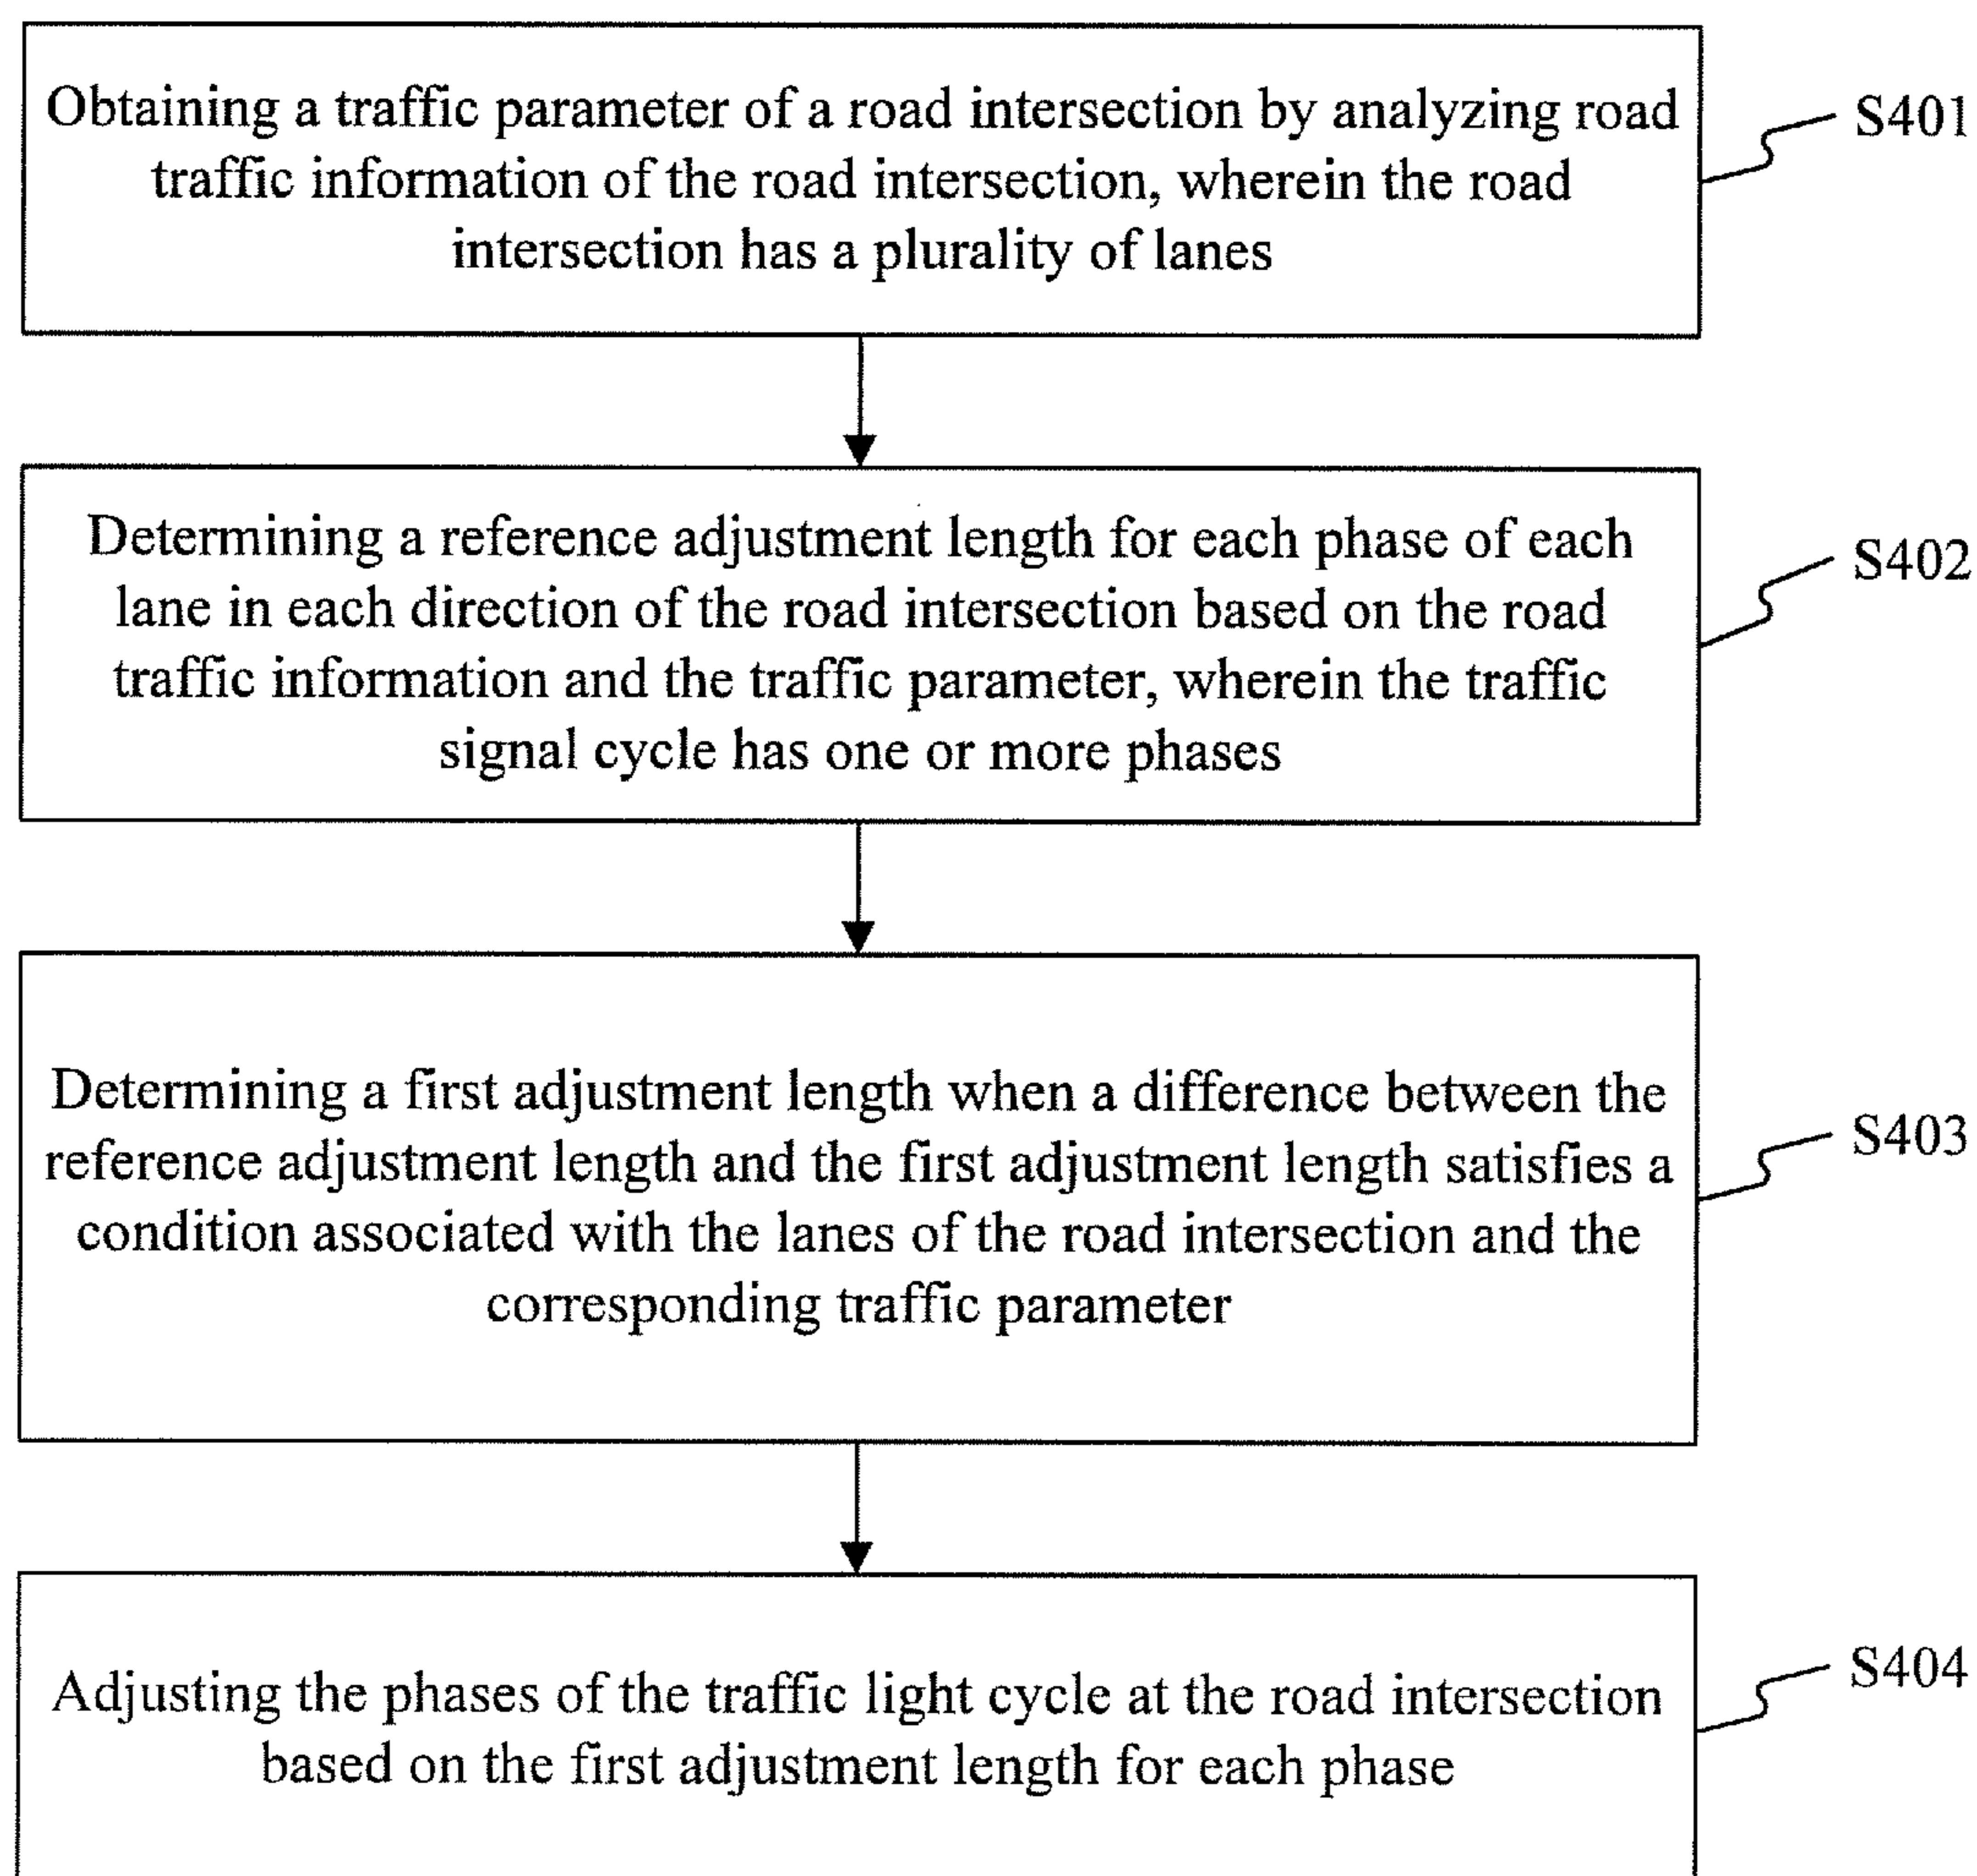 Obtaining a traffic parameter of a road intersection by analyzing road
traffic information of the road intersection, wherein the road
intersection has a plurality of lanes
S401
Determining a reference adjustment length for each phase of each
lane in each direction of the road intersection based on the road
traffic information and the traffic parameter, wherein the traffic
signal cycle has one or more phases
S402
Determining a first adjustment length when a difference between the
reference adjustment length and the first adjustment length satisfies a
condition associated with the lanes of the road intersection and the
corresponding traffic parameter
S403
Adjusting the phases of the traffic light cycle at the road intersection
based on the first adjustment length for each phase
S404